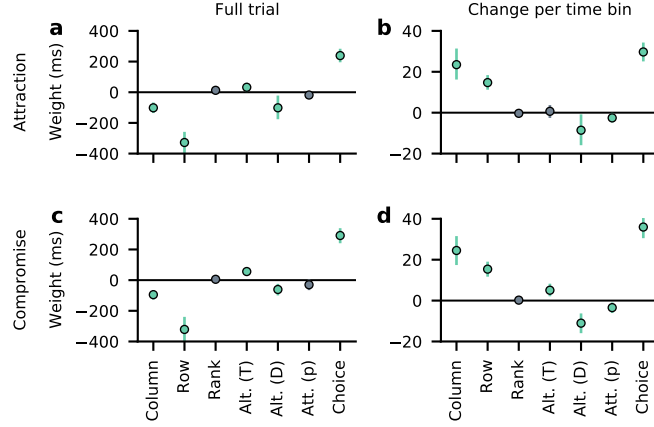 Full trial
Change per time bin
a
b
Attraction
Weight (ms)
400
200
0
−200
−400
40
20
0
−20
c
d
Compromise
Weight (ms)
400
200
0
−200
−400
40
20
0
−20
Column
Row
Rank
Alt. (T)
Alt. (D)
Att. (p)
Choice
Column
Row
Rank
Alt. (T)
Alt. (D)
Att. (p)
Choice